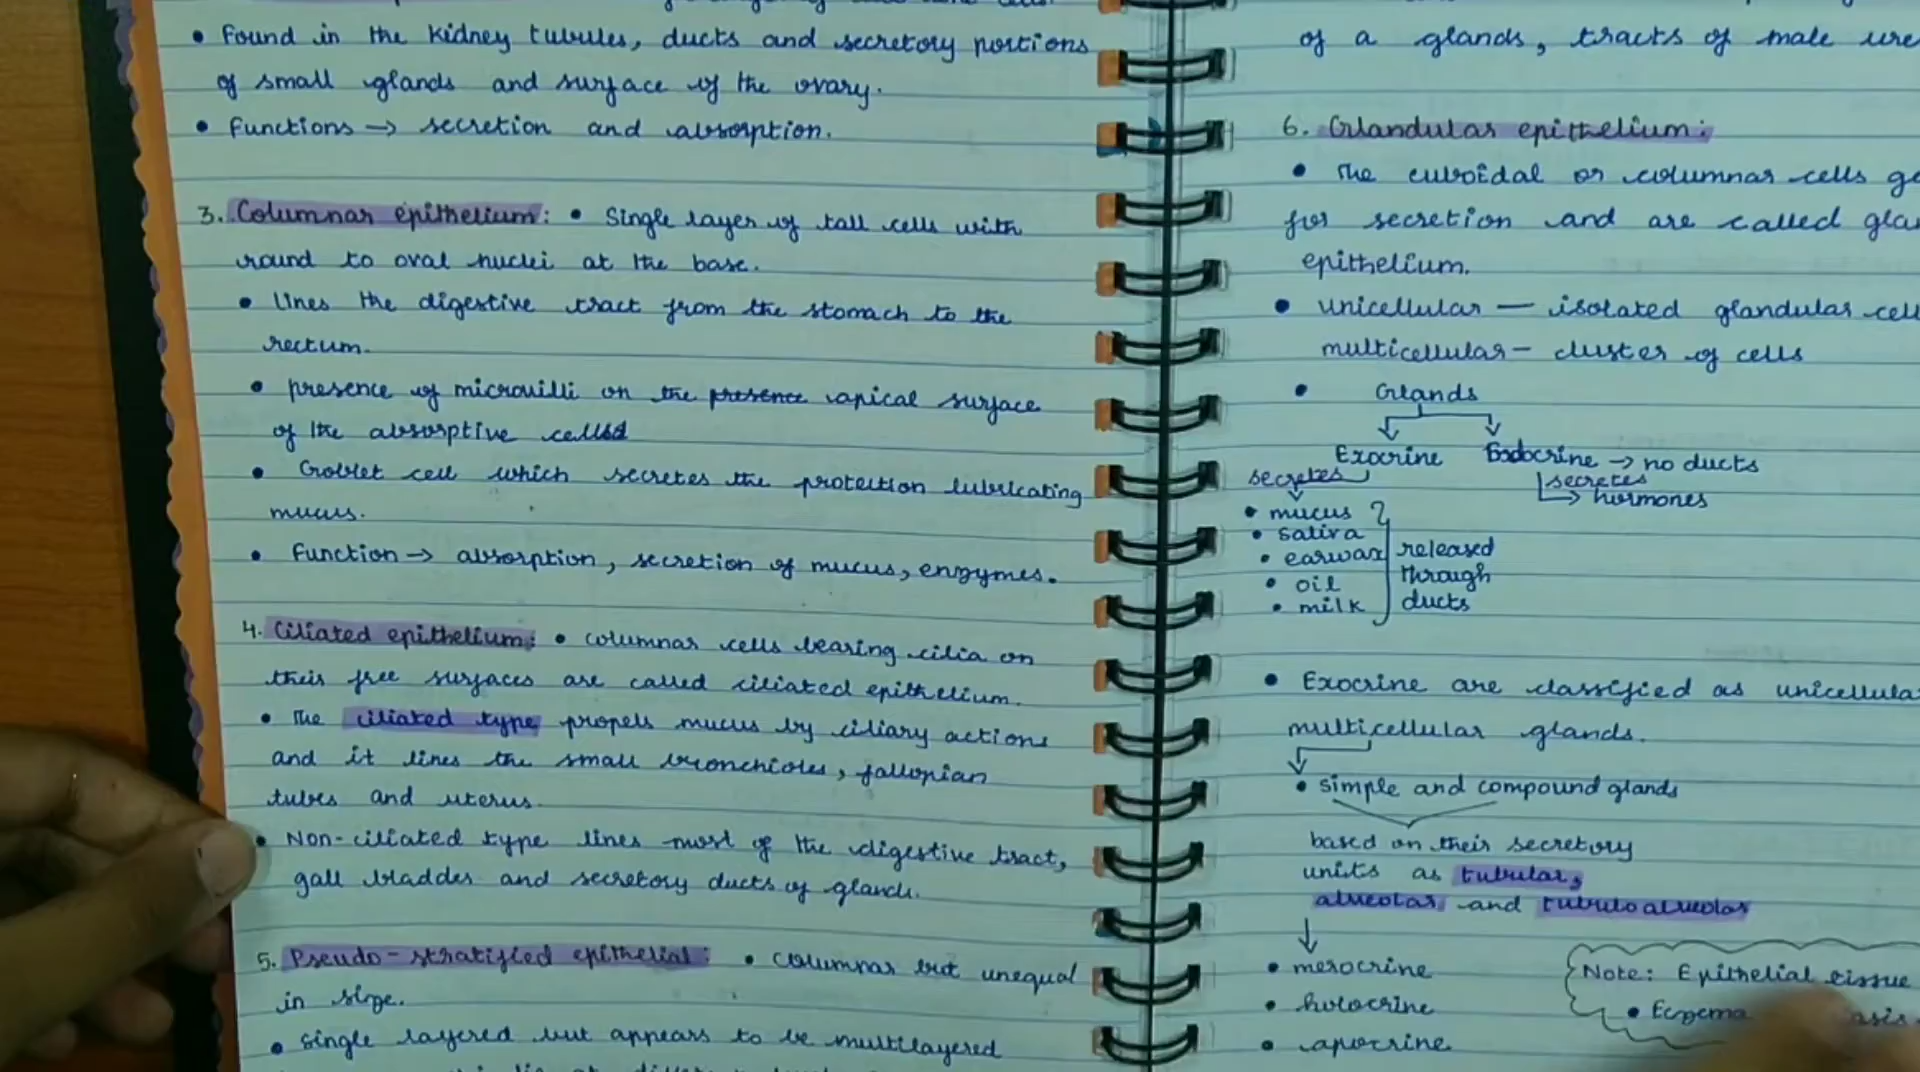 • Found in the kidney tubules, ducts and secretory portions
of small glands and surface of the ovary.
• Functions → secretion and absorption.
3. Columnar epithelium: • Single layer of tall cells with
round to oval nuclei at the base.
• lines the digestive tract from the stomach to the
rectum.
• presence of microvilli on the presence apical surface
of the absorptive
• Goblet cell which secretes the protection lubricating
mucus.
• Function → absorption, secretion of mucus, enzymes.
4. Ciliated epithelium: • columnar cells bearing cilia on
their free surfaces are called ciliated epithelium.
• The ciliated type propels mucus by ciliary actions
and it lines the small bronchioles, fallopian
tubes and uterus.
• Non-ciliated type lines most of the digestive tract,
gall bladder and secretory ducts of glands.
5. Pseudo-stratified epithelial: • columnar but unequal
in size.
• single layered but appears to be multilayered
of a glands, tracts of male
6. Glandular epithelium:
• The cuboidal or columnar cells
for secretion and are called
epithelium.
• unicellular — isolated glandular
multicellular - cluster of cells
• Glands
Exocrine Endocrine → no ducts
secretes secretes
→ hormones
• mucus
• saliva
• earwax released
• oil through
• milk ducts
• Exocrine are classified as
multicellular glands.
• simple and compound glands
based on their secretory
units as tubular,
alveolar and tubuloalveolar
• merocrine
• holocrine
• apocrine
Note: Epithelial tissue
• Eczema